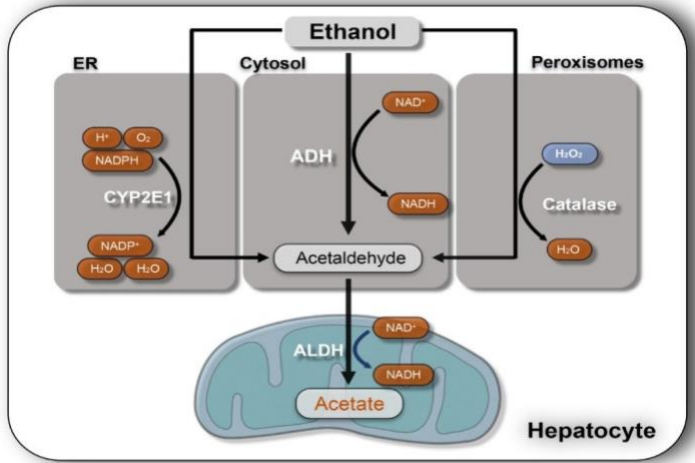 Ethanol
ER
Cytosol
Peroxisomes
H⁺ O₂
NADPH
CYP2E1
NADP⁺
H₂O H₂O
NAD⁺
ADH
NADH
Acetaldehyde
H₂O₂
Catalase
H₂O
NAD⁺
ALDH
NADH
Acetate
Hepatocyte